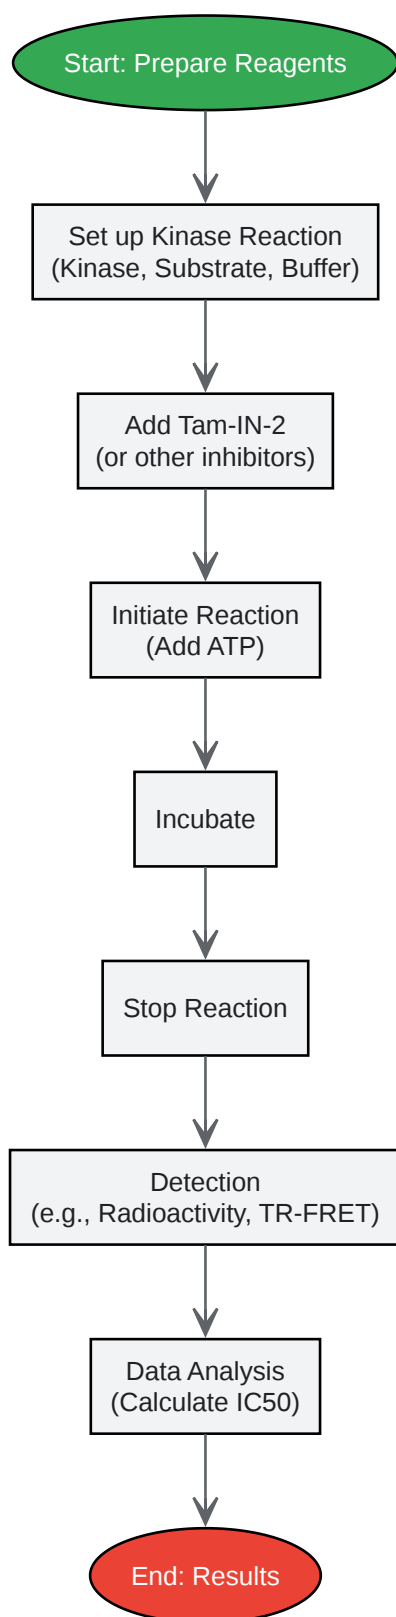 Start: Prepare Reagents
Set up Kinase Reaction
(Kinase, Substrate, Buffer)
Add Tam-IN-2
(or other inhibitors)
Initiate Reaction
(Add ATP)
Incubate
Stop Reaction
Detection
(e.g., Radioactivity, TR-FRET)
Data Analysis
(Calculate IC50)
End: Results